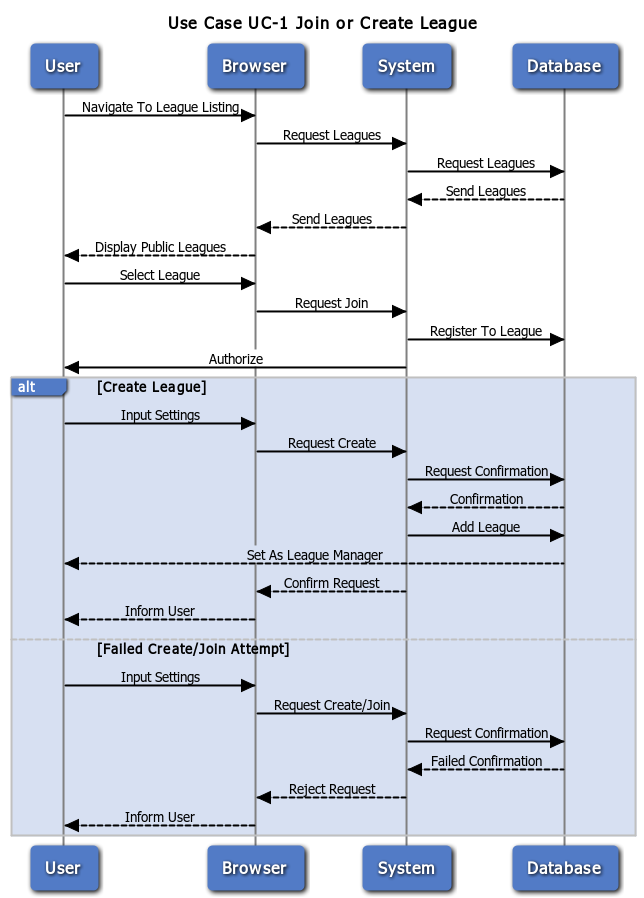 Use Case UC-1 Join or Create League
User Browser System Database
Navigate To League Listing
Request Leagues
Request Leagues
Send Leagues
Send Leagues
Display Public Leagues
Select League
Request Join
Register To League
Authorize
alt [Create League]
Input Settings
Request Create
Request Confirmation
Confirmation
Add League
Set As League Manager
Confirm Request
Inform User
[Failed Create/Join Attempt]
Input Settings
Request Create/Join
Request Confirmation
Failed Confirmation
Reject Request
Inform User
User Browser System Database